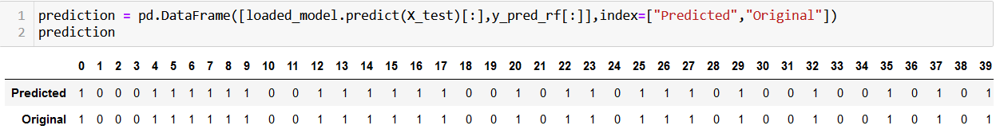 1 prediction = pd.DataFrame([loaded_model.predict(X_test)[:],y_pred_rf[:]],index=["Predicted","Original"])
2 prediction
0 1 2 3 4 5 6 7 8 9 10 11 12 13 14 15 16 17 18 19 20 21 22 23 24 25 26 27 28 29 30 31 32 33 34 35 36 37 38 39
Predicted 1 0 0 0 1 1 1 1 1 1 0 0 1 1 1 1 1 1 0 0 1 0 1 1 0 1 1 1 0 1 0 0 1 0 0 1 0 1 0 1
Original 1 0 0 0 1 1 1 1 1 1 0 0 1 1 1 1 1 1 0 0 1 0 1 1 0 1 1 1 0 1 0 0 1 0 0 1 0 1 0 1